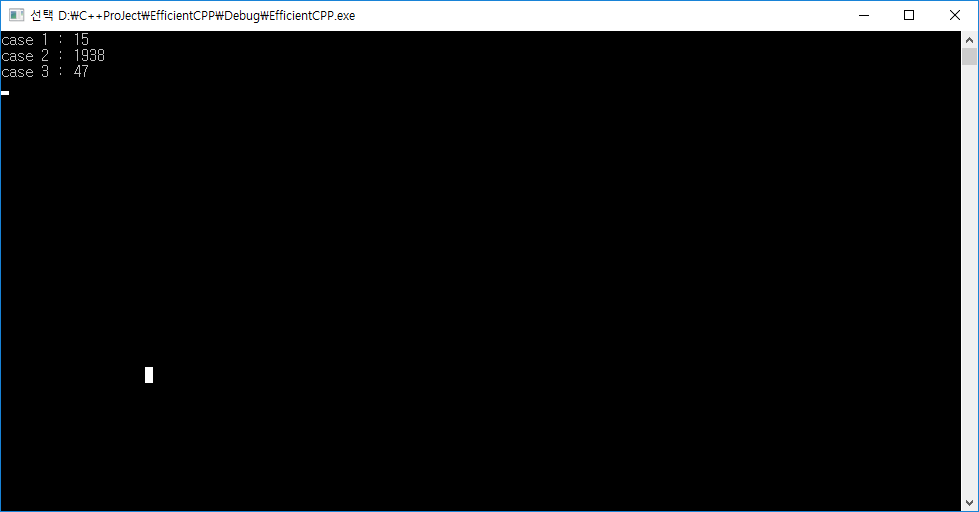 선택 D:₩C++ProJect₩EfficientCPP₩Debug₩EfficientCPP.exe
case 1 : 15
case 2 : 1938
case 3 : 47